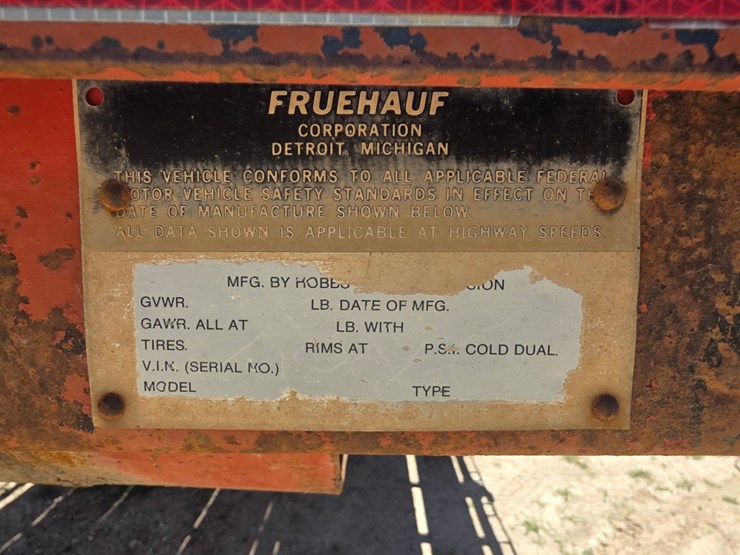 FRUEHAUF
CORPORATION
DETROIT, MICHIGAN
THIS VEHICLE CONFORMS TO ALL APPLICABLE FEDERAL
MOTOR VEHICLE SAFETY STANDARDS IN EFFECT ON
DATE OF MANUFACTURE SHOWN BELOW.
ALL DATA SHOWN IS APPLICABLE AT HIGHWAY SPEEDS.
MFG. BY HOBBS
GVWR. LB. DATE OF MFG.
GAWR. ALL AT LB. WITH
TIRES. RIMS AT P.S.I. COLD DUAL.
V.I.N. (SERIAL NO.)
MODEL TYPE